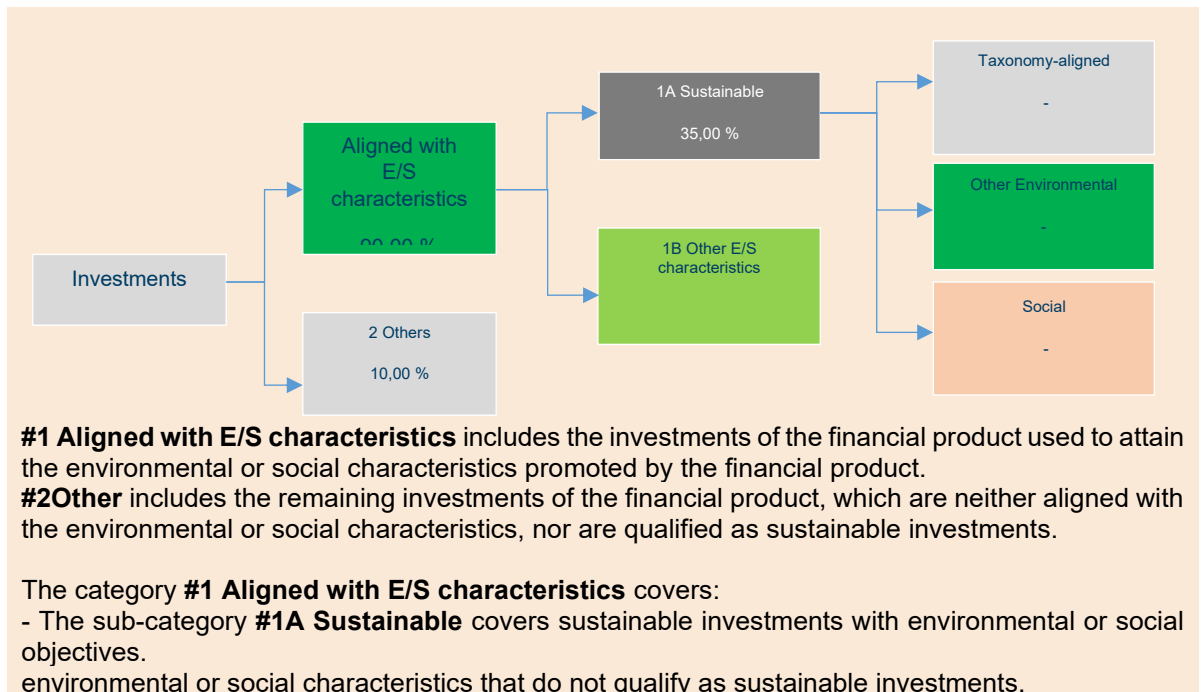 Investments
Aligned with
E/S
characteristics
2 Others
10,00 %
1A Sustainable
35,00 %
1B Other E/S
characteristics
Taxonomy-aligned
-
Other Environmental
-
Social
-
#1 Aligned with E/S characteristics includes the investments of the financial product used to attain
the environmental or social characteristics promoted by the financial product.
#2Other includes the remaining investments of the financial product, which are neither aligned with
the environmental or social characteristics, nor are qualified as sustainable investments.
The category #1 Aligned with E/S characteristics covers:
- The sub-category #1A Sustainable covers sustainable investments with environmental or social
objectives.
environmental or social characteristics that do not qualify as sustainable investments.